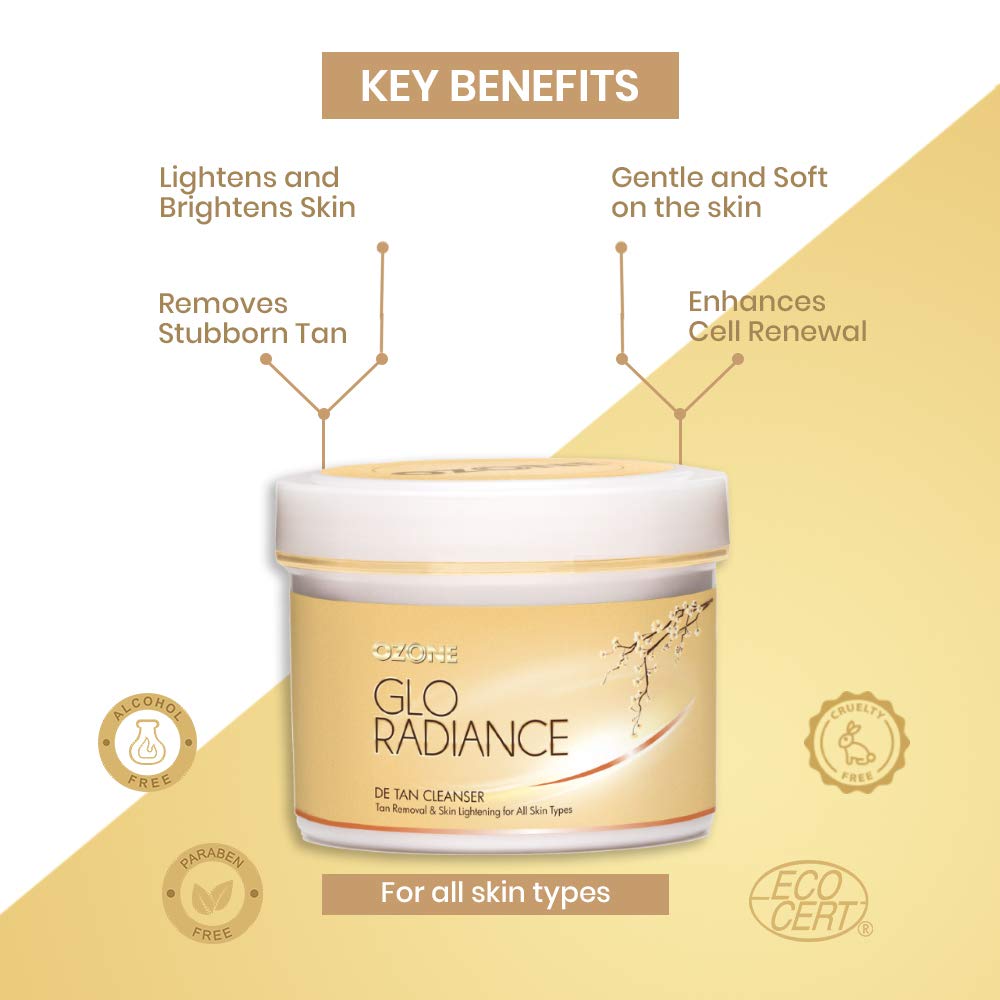 KEY BENEFITS
Lightens and
Brightens Skin
Gentle and Soft
on the skin
Removes
Stubborn Tan
Enhances
Cell Renewal
OZONE
OZONE
GLO
RADIANCE
DE TAN CLEANSER
Tan Removal & Skin Lightening for All Skin Types
ALCOHOL
FREE
CRUELTY
FREE
PARABEN
FREE
For all skin types
ECO
CERT®